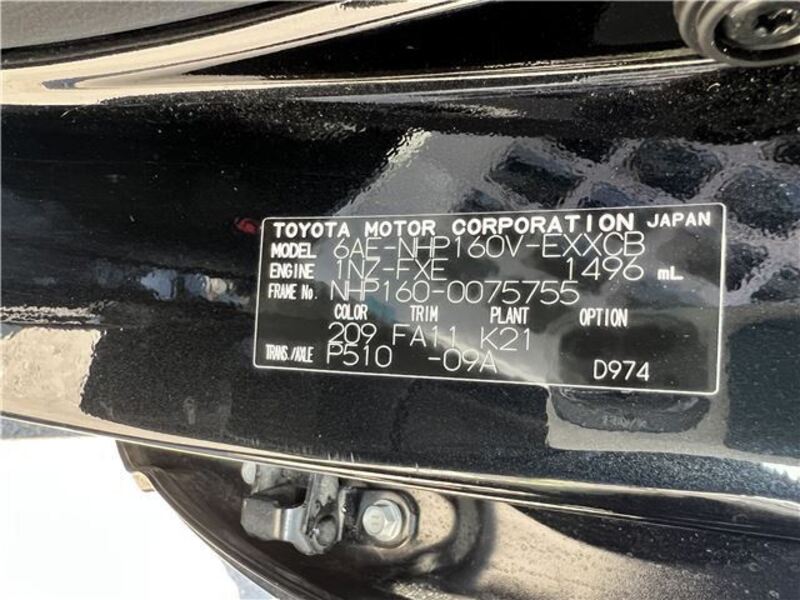 TOYOTA MOTOR CORPORATION JAPAN
MODEL 6AE-NHP160V-EXXCB
ENGINE 1NZ-FXE 1496 mL
FRAME No. NHP160-0075755
COLOR TRIM PLANT OPTION
209 FA11 K21
TRANS./AXLE P510 -09A
D974